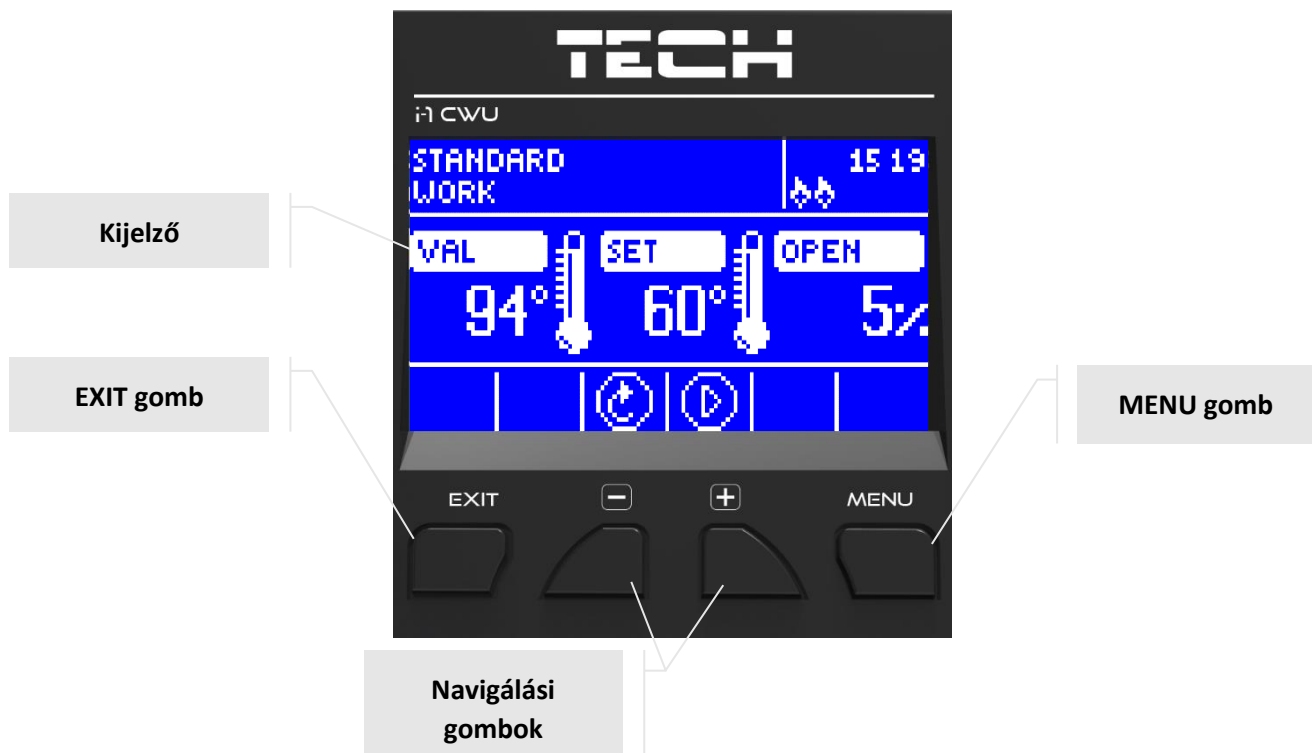 TECH
i-1 CWU
STANDARD
WORK
15 19
VAL
SET
OPEN
94°
60°
5%
Kijelző
EXIT gomb
MENU gomb
EXIT
−
+
MENU
Navigálási
gombok